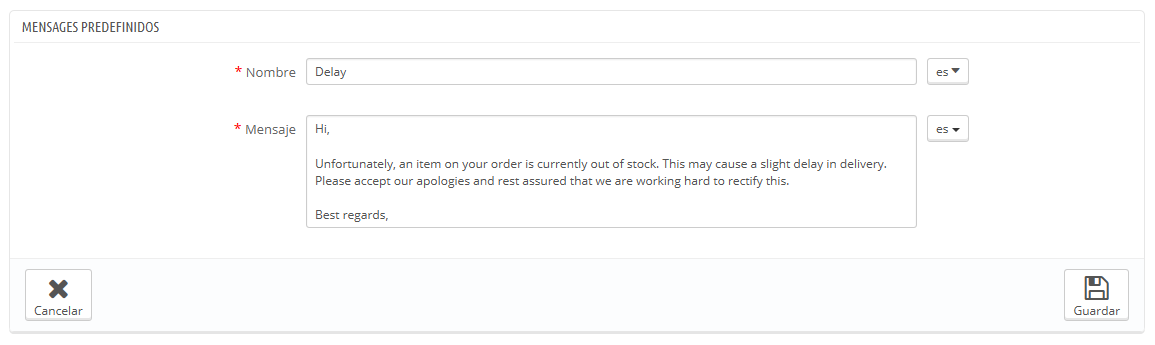 MENSAGES PREDEFINIDOS
* Nombre Delay es
* Mensaje Hi, es
Unfortunately, an item on your order is currently out of stock. This may cause a slight delay in delivery.
Please accept our apologies and rest assured that we are working hard to rectify this.
Best regards,
Cancelar Guardar